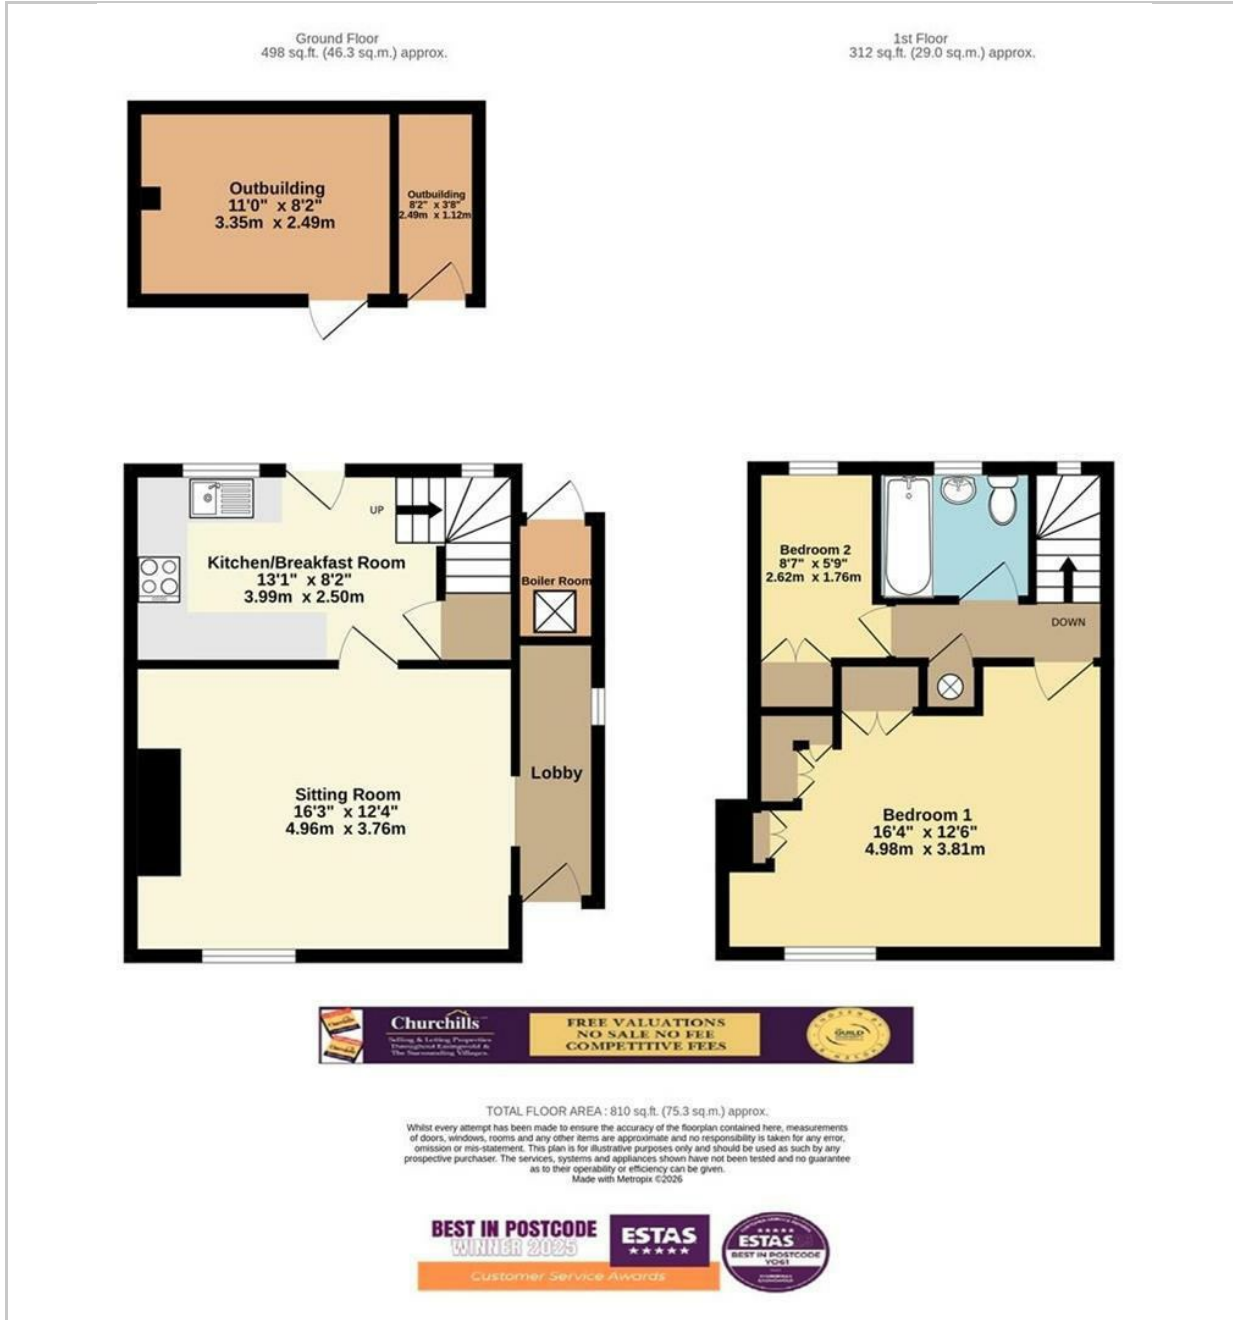 Ground Floor
498 sq.ft. (46.3 sq.m.) approx.
1st Floor
312 sq.ft. (29.0 sq.m.) approx.
Outbuilding
11'0" x 8'2"
3.35m x 2.49m
Outbuilding
8'2" x 3'8"
2.49m x 1.12m
UP
Kitchen/Breakfast Room
13'1" x 8'2"
3.99m x 2.50m
Boiler Room
Lobby
Sitting Room
16'3" x 12'4"
4.96m x 3.76m
Bedroom 2
8'7" x 5'9"
2.62m x 1.76m
DOWN
Bedroom 1
16'4" x 12'6"
4.98m x 3.81m
Churchills
Selling & Letting Properties
Throughout Easingwold &
The Surrounding Villages.
FREE VALUATIONS
NO SALE NO FEE
COMPETITIVE FEES
GUILD
TOTAL FLOOR AREA : 810 sq.ft. (75.3 sq.m.) approx.
Whilst every attempt has been made to ensure the accuracy of the floorplan contained here, measurements
of doors, windows, rooms and any other items are approximate and no responsibility is taken for any error,
omission or mis-statement. This plan is for illustrative purposes only and should be used as such by any
prospective purchaser. The services, systems and appliances shown have not been tested and no guarantee
as to their operability or efficiency can be given.
Made with Metropix ©2026
BEST IN POSTCODE
WINNER 2025
ESTAS
Customer Service Awards
ESTAS
BEST IN POSTCODE
YO61